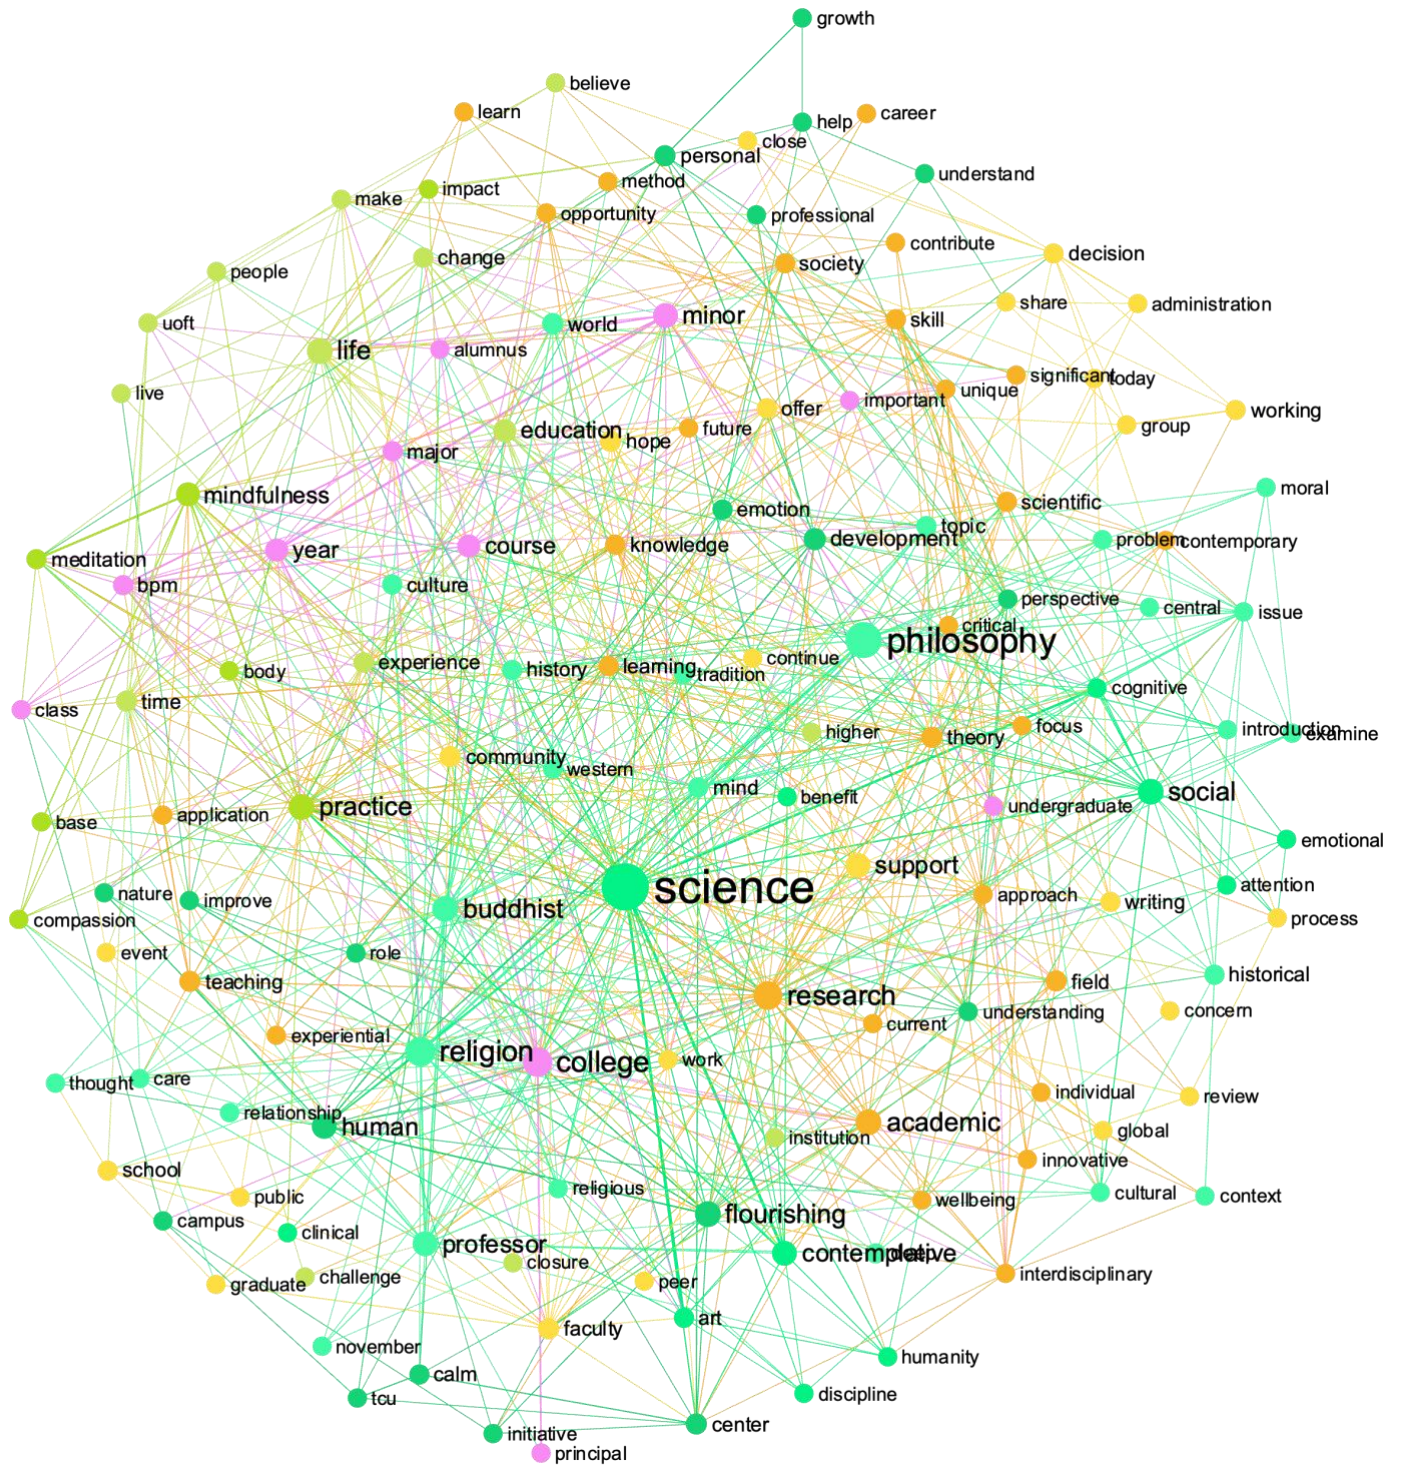 growth
believe
learn
help
career
close
personal
understand
method
impact
make
opportunity
professional
contribute
decision
change
society
people
share
administration
minor
skill
uoft
world
life
alumnus
significant
today
unique
live
important
offer
working
group
education
future
hope
major
moral
mindfulness
scientific
emotion
topic
development
problem
contemporary
knowledge
course
year
meditation
bpm
culture
perspective
central
issue
critical
philosophy
continue
experience
history
learning
tradition
body
cognitive
time
class
focus
introduction
examine
higher
theory
community
western
mind
benefit
social
undergraduate
practice
application
base
emotional
support
science
attention
approach
nature
improve
writing
buddhist
process
compassion
event
role
historical
teaching
field
research
concern
understanding
current
experiential
religion
college
work
thought
care
individual
review
relationship
human
academic
global
institution
innovative
school
religious
cultural
context
public
wellbeing
campus
flourishing
clinical
professor
contemplative
closure
challenge
graduate
peer
interdisciplinary
art
faculty
november
humanity
calm
discipline
tcu
center
initiative
principal